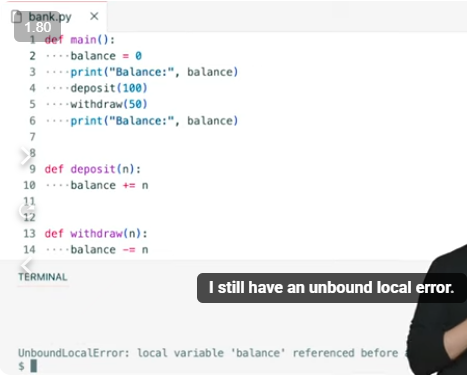 bank.py ×
1.80
1 def main():
2 ····balance = 0
3 ····print("Balance:", balance)
4 ····deposit(100)
5 ····withdraw(50)
6 ····print("Balance:", balance)
7
8
9 def deposit(n):
10 ····balance += n
11
12
13 def withdraw(n):
14 ····balance -= n
TERMINAL
I still have an unbound local error.
UnboundLocalError: local variable 'balance' referenced before
$